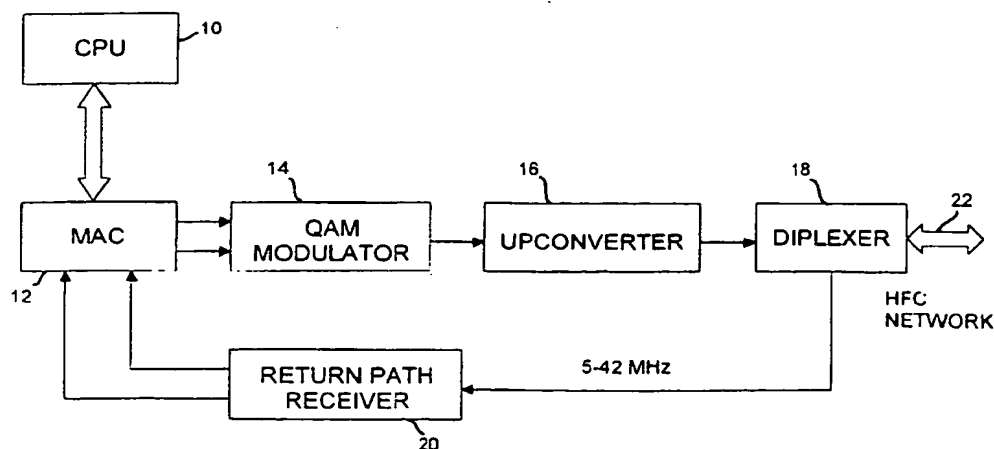 CPU
10
14
16
18
22
MAC
QAM
MODULATOR
UPCONVERTER
DIPLEXER
12
HFC
NETWORK
5-42 MHz
RETURN PATH
RECEIVER
20